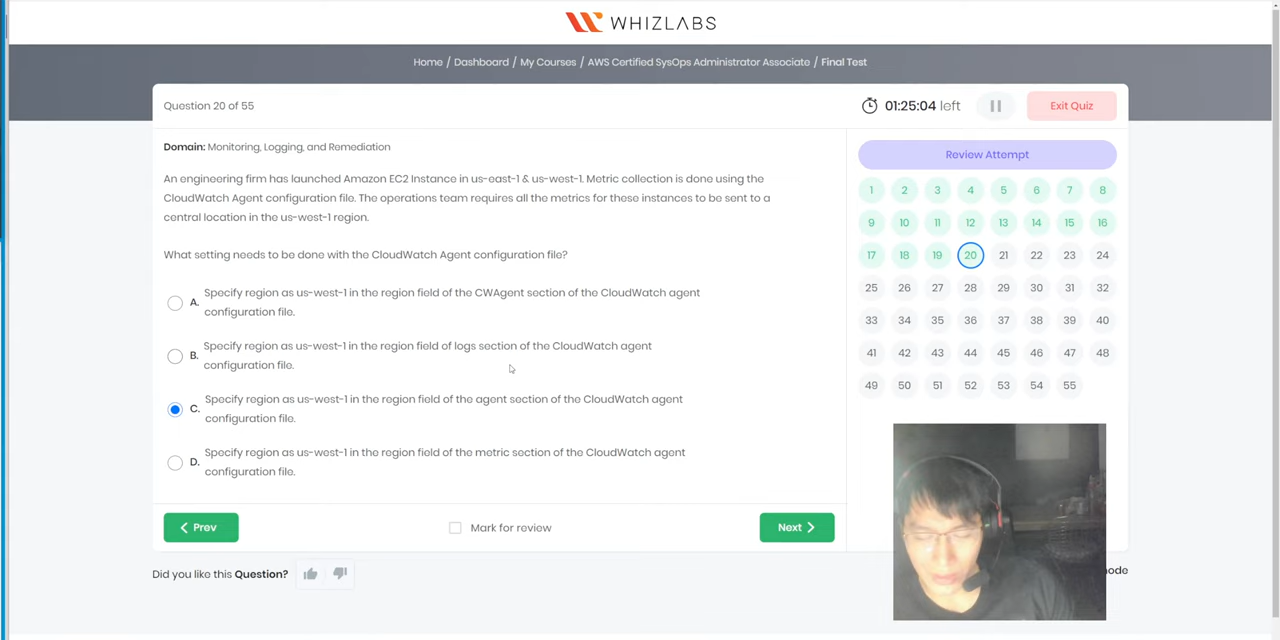 WHIZLABS
Home / Dashboard / My Courses / AWS Certified SysOps Administrator Associate / Final Test
Question 20 of 55
01:25:04 left
Exit Quiz
Domain: Monitoring, Logging, and Remediation
An engineering firm has launched Amazon EC2 Instance in us-east-1 & us-west-1. Metric collection is done using the
CloudWatch Agent configuration file. The operations team requires all the metrics for these instances to be sent to a
central location in the us-west-1 region.
What setting needs to be done with the CloudWatch Agent configuration file?
A. Specify region as us-west-1 in the region field of the CWAgent section of the CloudWatch agent
configuration file.
B. Specify region as us-west-1 in the region field of logs section of the CloudWatch agent
configuration file.
C. Specify region as us-west-1 in the region field of the agent section of the CloudWatch agent
configuration file.
D. Specify region as us-west-1 in the region field of the metric section of the CloudWatch agent
configuration file.
Prev
Mark for review
Next
Did you like this Question?
Review Attempt
1 2 3 4 5 6 7 8
9 10 11 12 13 14 15 16
17 18 19 20 21 22 23 24
25 26 27 28 29 30 31 32
33 34 35 36 37 38 39 40
41 42 43 44 45 46 47 48
49 50 51 52 53 54 55